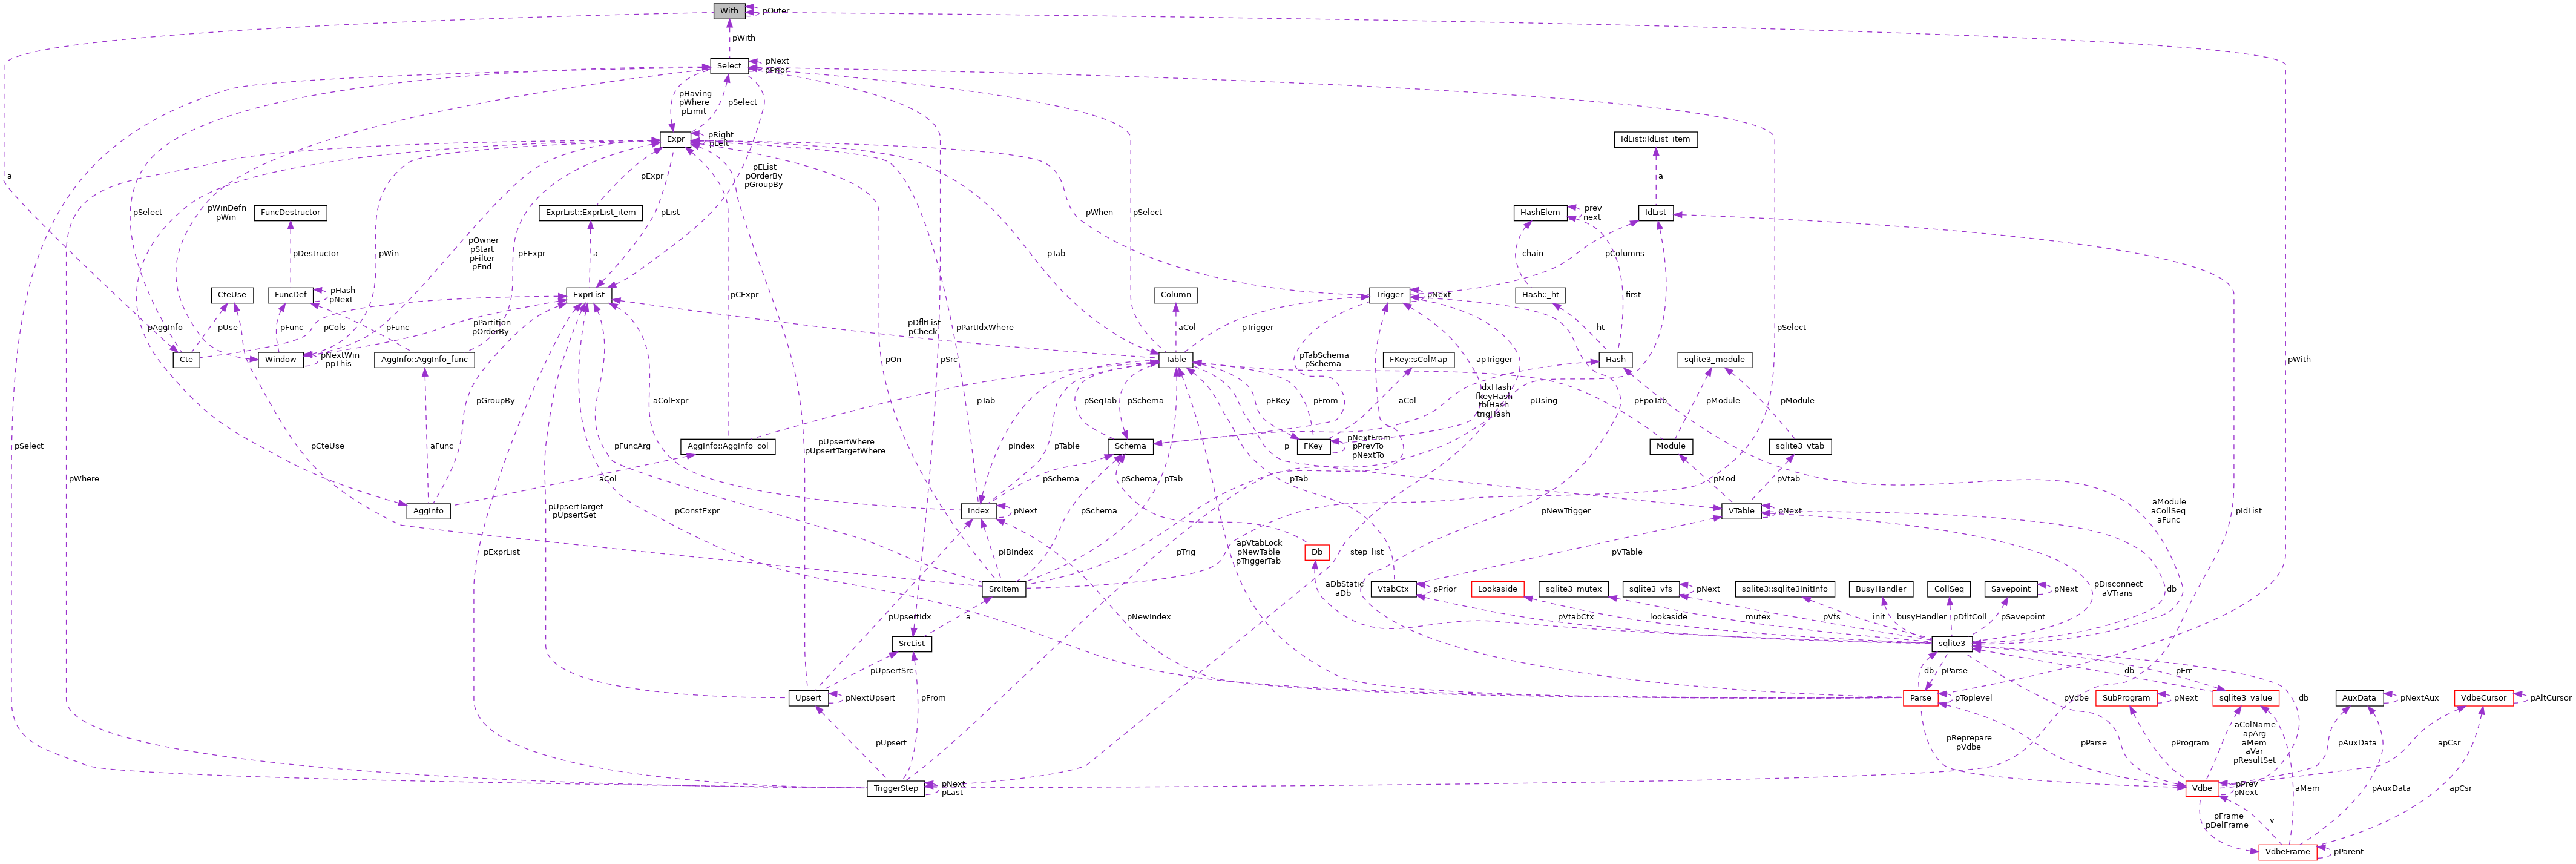 With
pOuter
pWith
Select
pNext
pPrior
pHaving
pWhere
pLimit
pSelect
Expr
pRight
pLeft
IdList::IdList_item
a
pEList
pOrderBy
pGroupBy
pExpr
a
pSelect
pWinDefn
pWin
FuncDestructor
ExprList::ExprList_item
pList
pSelect
pWhen
HashElem
prev
next
IdList
pOwner
pStart
pFilter
pEnd
pDestructor
pWin
pFExpr
a
pTab
chain
pColumns
CteUse
FuncDef
pHash
pNext
ExprList
pCExpr
Column
Trigger
pNext
Hash::_ht
first
pAggInfo
pUse
pFunc
pCols
pFunc
pPartition
pOrderBy
pDfltList
pCheck
pPartIdxWhere
aCol
pTrigger
ht
pSelect
Cte
Window
pNextWin
ppThis
AggInfo::AggInfo_func
pOn
pSrc
Table
pTabSchema
pSchema
apTrigger
FKey::sColMap
Hash
sqlite3_module
pWith
pGroupBy
aColExpr
pTab
pSeqTab
pSchema
pFKey
pFrom
aCol
IdxHash
fkeyHash
tblHash
trigHash
pUsing
pEpoTab
pModule
pModule
pSelect
pCteUse
aFunc
pFuncArg
AggInfo::AggInfo_col
pUpsertWhere
pUpsertTargetWhere
pIndex
pTable
Schema
p
FKey
pNextFrom
pPrevTo
pNextTo
Module
sqlite3_vtab
pWhere
aCol
pSchema
pSchema
pTab
pTab
pMod
pVtab
AggInfo
pUpsertTarget
pUpsertSet
pConstExpr
Index
pNext
pSchema
pNewTrigger
VTable
pNext
aModule
aCollSeq
aFunc
pIdList
pExprList
pIBIndex
pTrig
apVtabLock
pNewTable
pTriggerTab
Db
step_list
pVTable
SrcItem
aDbStatic
aDb
VtabCtx
pPrior
Lookaside
sqlite3_mutex
sqlite3_vfs
pNext
sqlite3::sqlite3InitInfo
BusyHandler
CollSeq
Savepoint
pNext
pDisconnect
aVTrans
db
pUpsertIdx
a
pNewIndex
pVtabCtx
lookaside
mutex
pVfs
init
busyHandler
pDfltColl
pSavepoint
SrcList
sqlite3
pUpsertSrc
db
pParse
db
pErr
Upsert
pNextUpsert
pFrom
Parse
pToplevel
pVdbe
SubProgram
pNext
sqlite3_value
db
AuxData
pNextAux
VdbeCursor
pAltCursor
pUpsert
pReprepare
pVdbe
pParse
pProgram
aColName
apArg
aMem
aVar
pResultSet
pAuxData
apCsr
TriggerStep
pNext
pLast
Vdbe
pPrev
pNext
aMem
pAuxData
apCsr
pFrame
pDelFrame
v
VdbeFrame
pParent